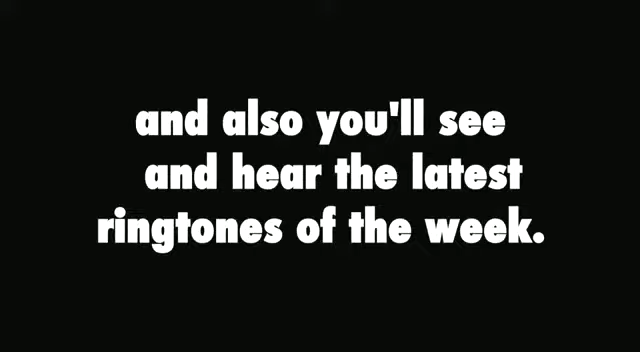 and also you'll see
and hear the latest
ringtones of the week.